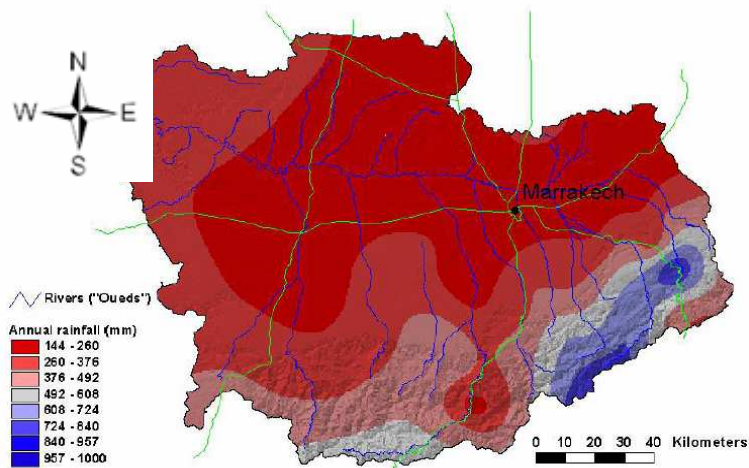 N
W E
S
Marrakech
Rivers ("Oueds")
Annual rainfall (mm)
144 - 260
260 - 376
376 - 492
492 - 608
608 - 724
724 - 840
840 - 957
957 - 1000
0 10 20 30 40 Kilometers